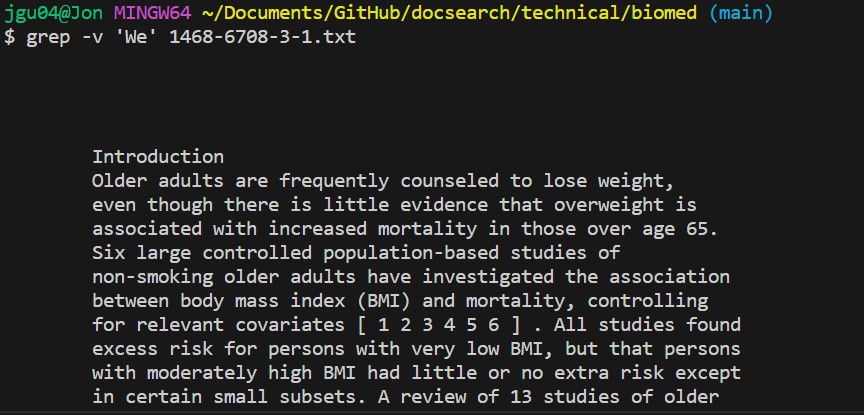 jgu04@Jon MINGW64 ~/Documents/GitHub/docsearch/technical/biomed (main)
$ grep -v 'We' 1468-6708-3-1.txt
Introduction
Older adults are frequently counseled to lose weight,
even though there is little evidence that overweight is
associated with increased mortality in those over age 65.
Six large controlled population-based studies of
non-smoking older adults have investigated the association
between body mass index (BMI) and mortality, controlling
for relevant covariates [ 1 2 3 4 5 6 ] . All studies found
excess risk for persons with very low BMI, but that persons
with moderately high BMI had little or no extra risk except
in certain small subsets. A review of 13 studies of older